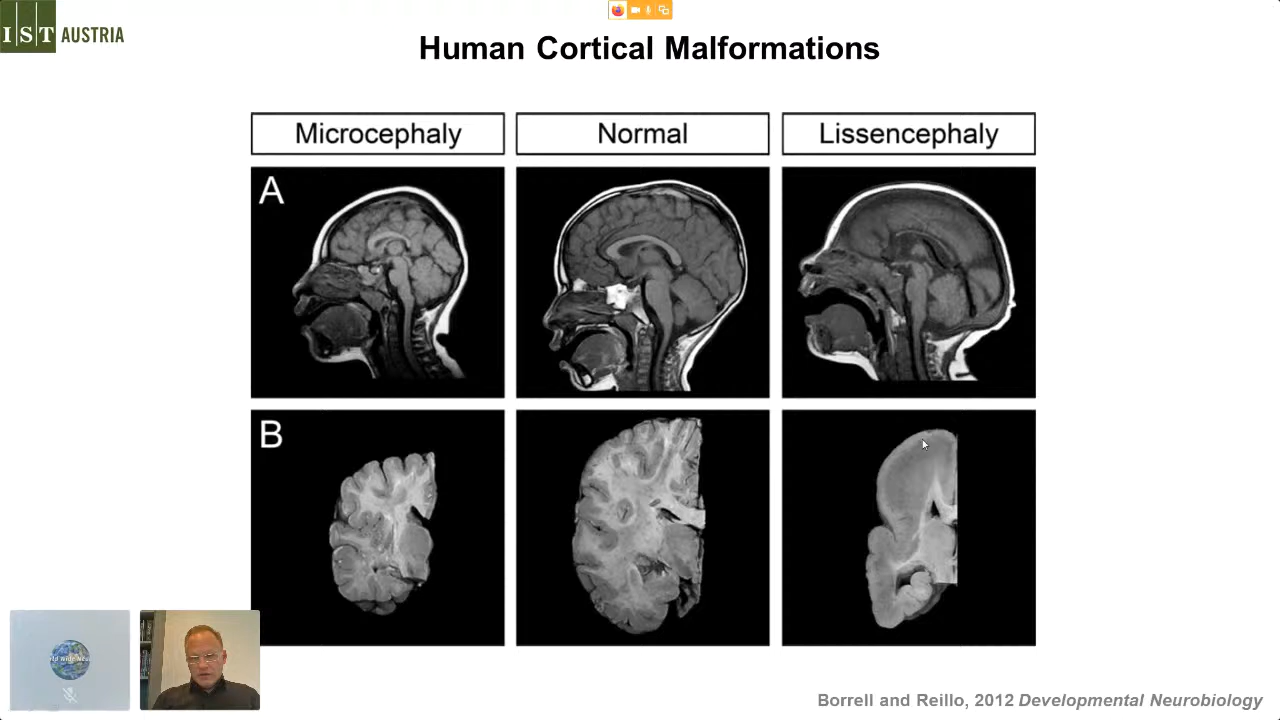 IST AUSTRIA
Human Cortical Malformations
Microcephaly
Normal
Lissencephaly
A
B
Borrell and Reillo, 2012 Developmental Neurobiology